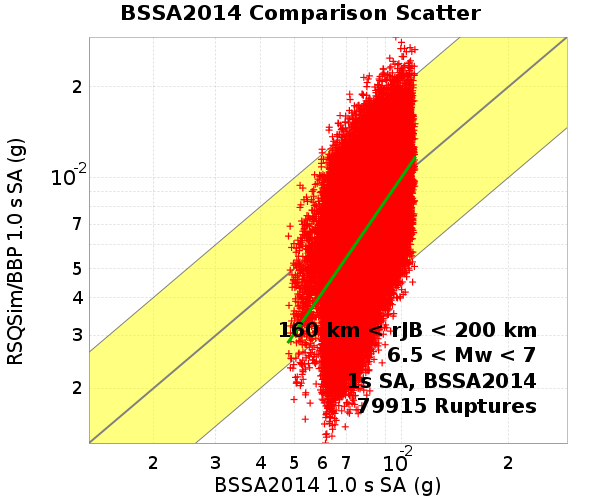 BSSA2014 Comparison Scatter
RSQSim/BBP 1.0 s SA (g)
2
10-2
7
5
4
3
2
160 km < rJB < 200 km
6.5 < Mw < 7
1s SA, BSSA2014
79915 Ruptures
2 3 4 5 6 7 10-2 2
BSSA2014 1.0 s SA (g)